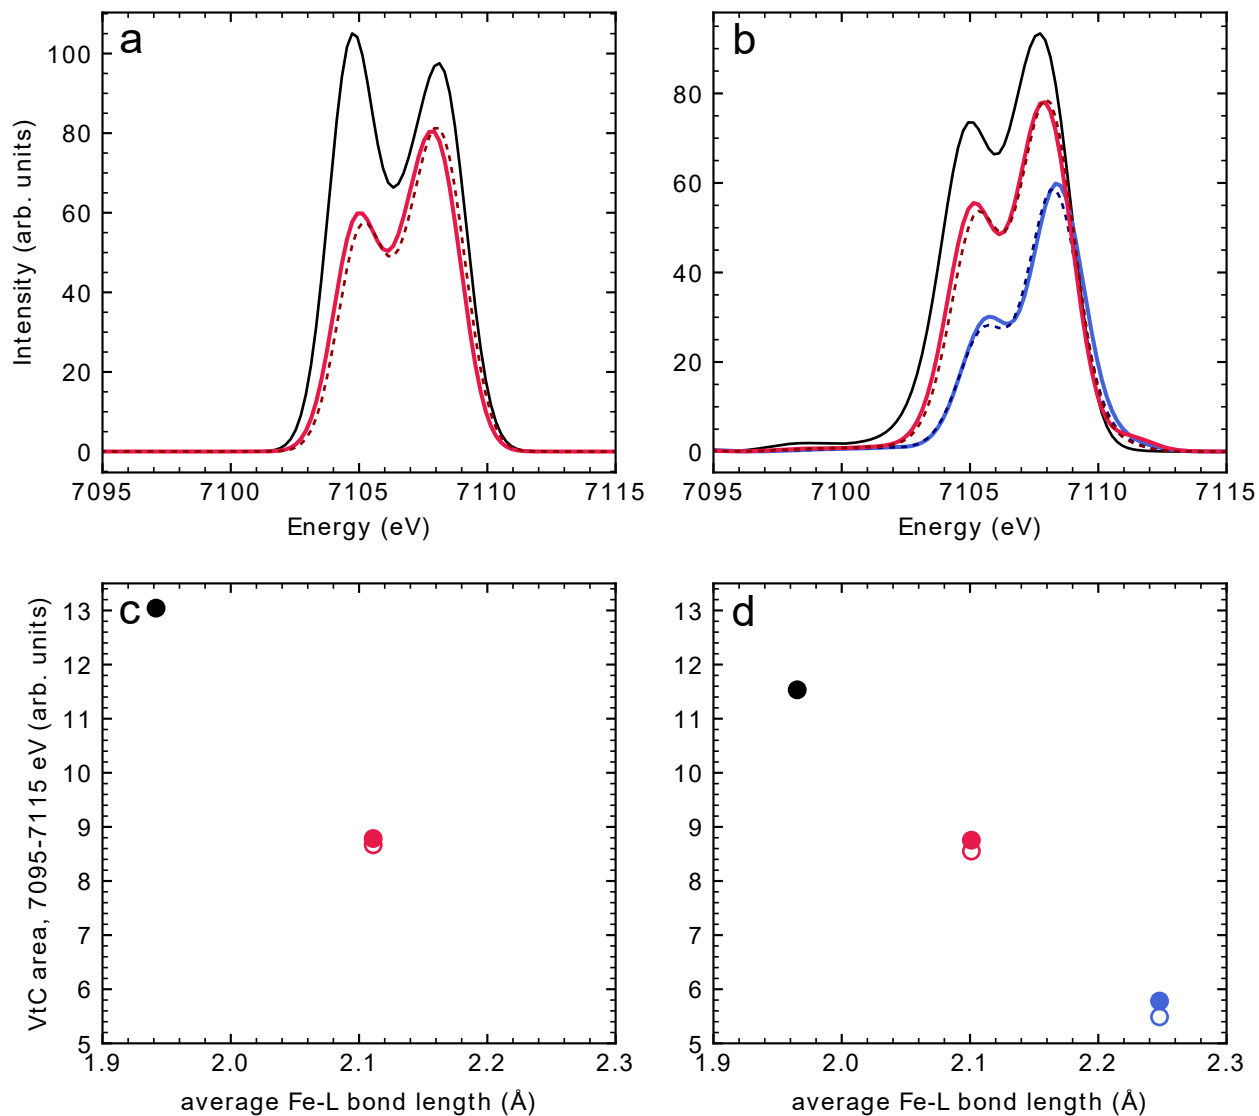 a
100
80
60
40
20
0
Intensity (arb. units)
7095 7100 7105 7110 7115
Energy (eV)
b
80
60
40
20
0
7095 7100 7105 7110 7115
Energy (eV)
c
13
12
11
10
9
8
7
6
5
VtC area, 7095-7115 eV (arb. units)
1.9 2.0 2.1 2.2 2.3
average Fe-L bond length (Å)
d
13
12
11
10
9
8
7
6
5
1.9 2.0 2.1 2.2 2.3
average Fe-L bond length (Å)